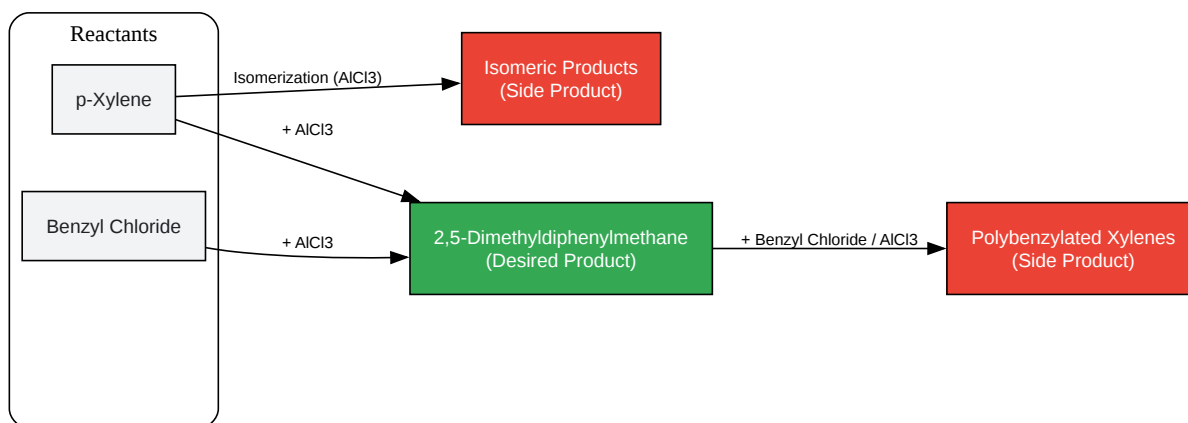 Reactants
p-Xylene
Isomerization (AlCl3)
Isomeric Products
(Side Product)
+ AlCl3
Benzyl Chloride
+ AlCl3
2,5-Dimethyldiphenylmethane
(Desired Product)
+ Benzyl Chloride / AlCl3
Polybenzylated Xylenes
(Side Product)